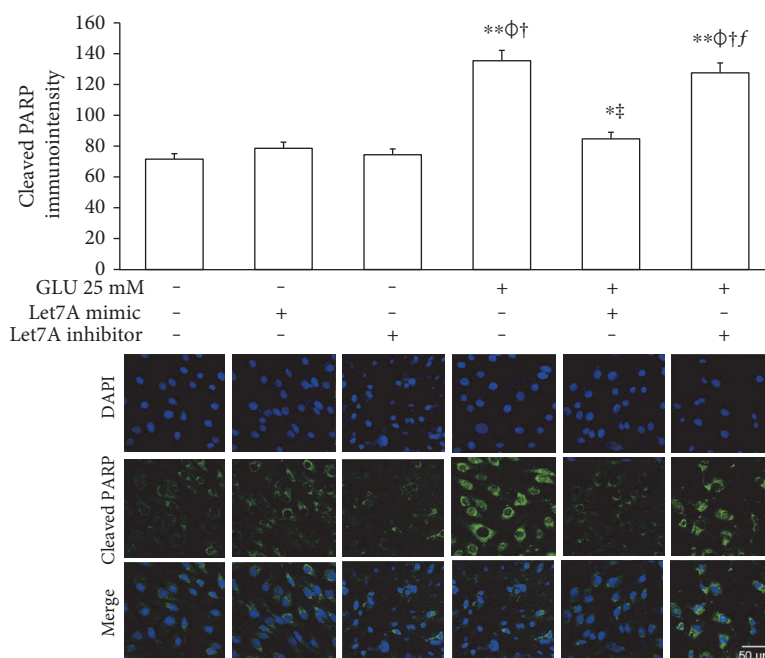 160
140
120
100
80
60
40
20
0
Cleaved PARP
immunointensity
**Φ†
*‡
**Φ†ƒ
GLU 25 mM – – – + + +
Let7A mimic – + – – + –
Let7A inhibitor – – + – – +
DAPI
Cleaved PARP
Merge